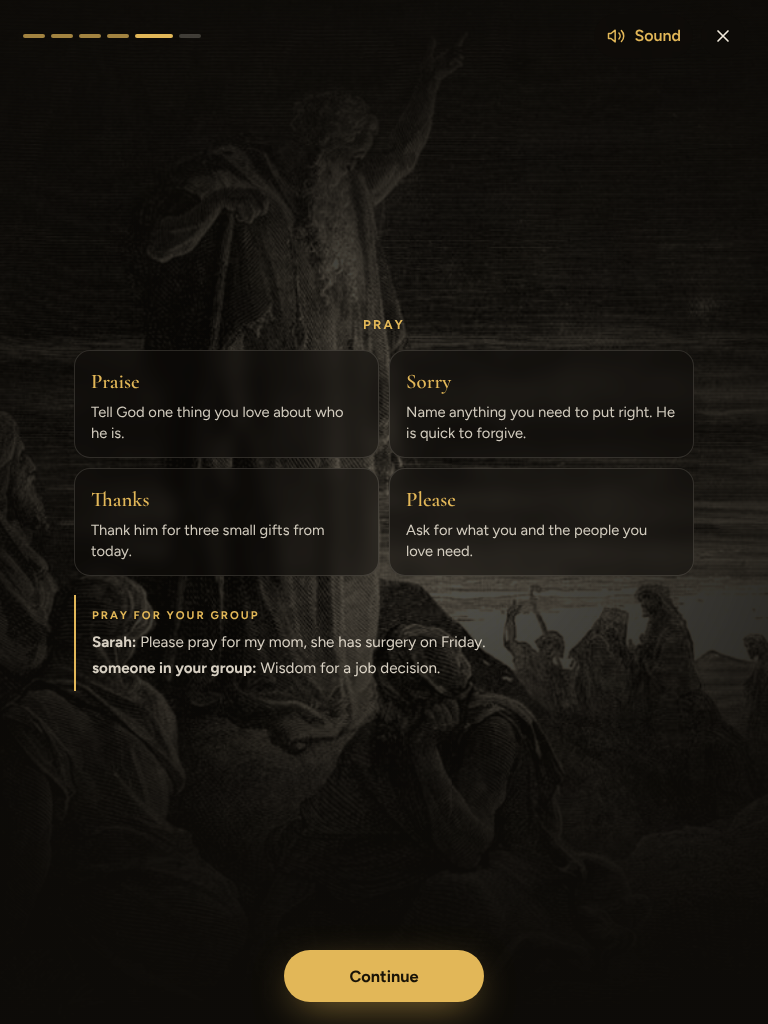 Sound
PRAY
Praise
Tell God one thing you love about who
he is.
Sorry
Name anything you need to put right. He
is quick to forgive.
Thanks
Thank him for three small gifts from
today.
Please
Ask for what you and the people you
love need.
PRAY FOR YOUR GROUP
Sarah: Please pray for my mom, she has surgery on Friday.
someone in your group: Wisdom for a job decision.
Continue